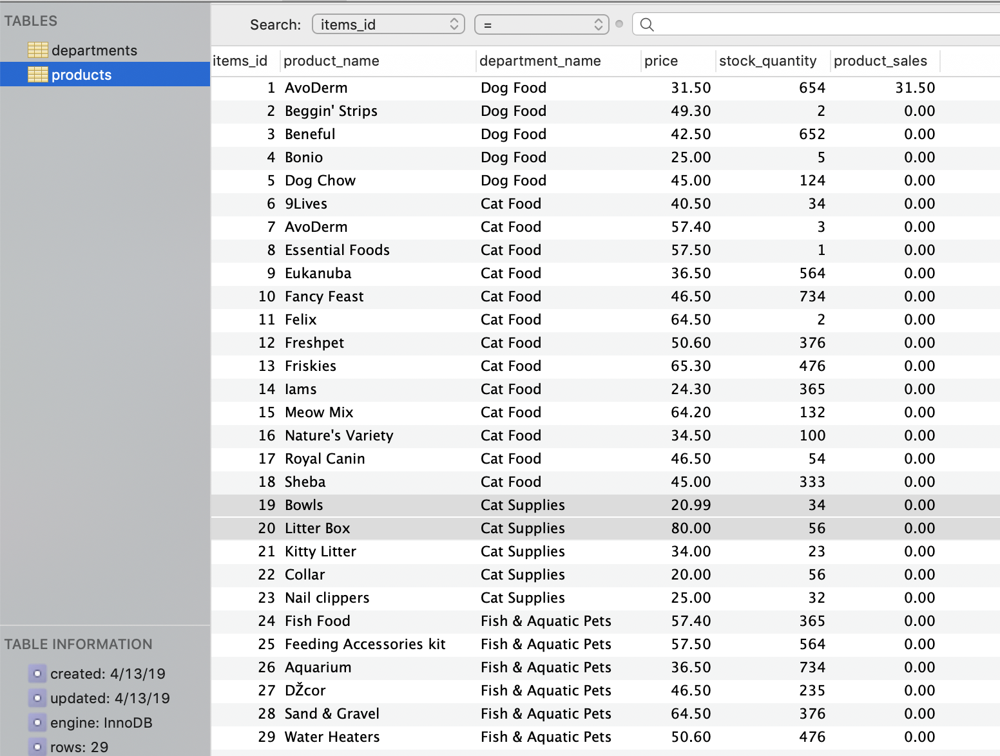 TABLES
departments
products
Search: items_id =
items_id product_name department_name price stock_quantity product_sales
1 AvoDerm Dog Food 31.50 654 31.50
2 Beggin' Strips Dog Food 49.30 2 0.00
3 Beneful Dog Food 42.50 652 0.00
4 Bonio Dog Food 25.00 5 0.00
5 Dog Chow Dog Food 45.00 124 0.00
6 9Lives Cat Food 40.50 34 0.00
7 AvoDerm Cat Food 57.40 3 0.00
8 Essential Foods Cat Food 57.50 1 0.00
9 Eukanuba Cat Food 36.50 564 0.00
10 Fancy Feast Cat Food 46.50 734 0.00
11 Felix Cat Food 64.50 2 0.00
12 Freshpet Cat Food 50.60 376 0.00
13 Friskies Cat Food 65.30 476 0.00
14 Iams Cat Food 24.30 365 0.00
15 Meow Mix Cat Food 64.20 132 0.00
16 Nature's Variety Cat Food 34.50 100 0.00
17 Royal Canin Cat Food 46.50 54 0.00
18 Sheba Cat Food 45.00 333 0.00
19 Bowls Cat Supplies 20.99 34 0.00
20 Litter Box Cat Supplies 80.00 56 0.00
21 Kitty Litter Cat Supplies 34.00 23 0.00
22 Collar Cat Supplies 20.00 56 0.00
23 Nail clippers Cat Supplies 25.00 32 0.00
24 Fish Food Fish & Aquatic Pets 57.40 365 0.00
25 Feeding Accessories kit Fish & Aquatic Pets 57.50 564 0.00
26 Aquarium Fish & Aquatic Pets 36.50 734 0.00
27 DŽcor Fish & Aquatic Pets 46.50 235 0.00
28 Sand & Gravel Fish & Aquatic Pets 64.50 376 0.00
29 Water Heaters Fish & Aquatic Pets 50.60 476 0.00
TABLE INFORMATION
created: 4/13/19
updated: 4/13/19
engine: InnoDB
rows: 29